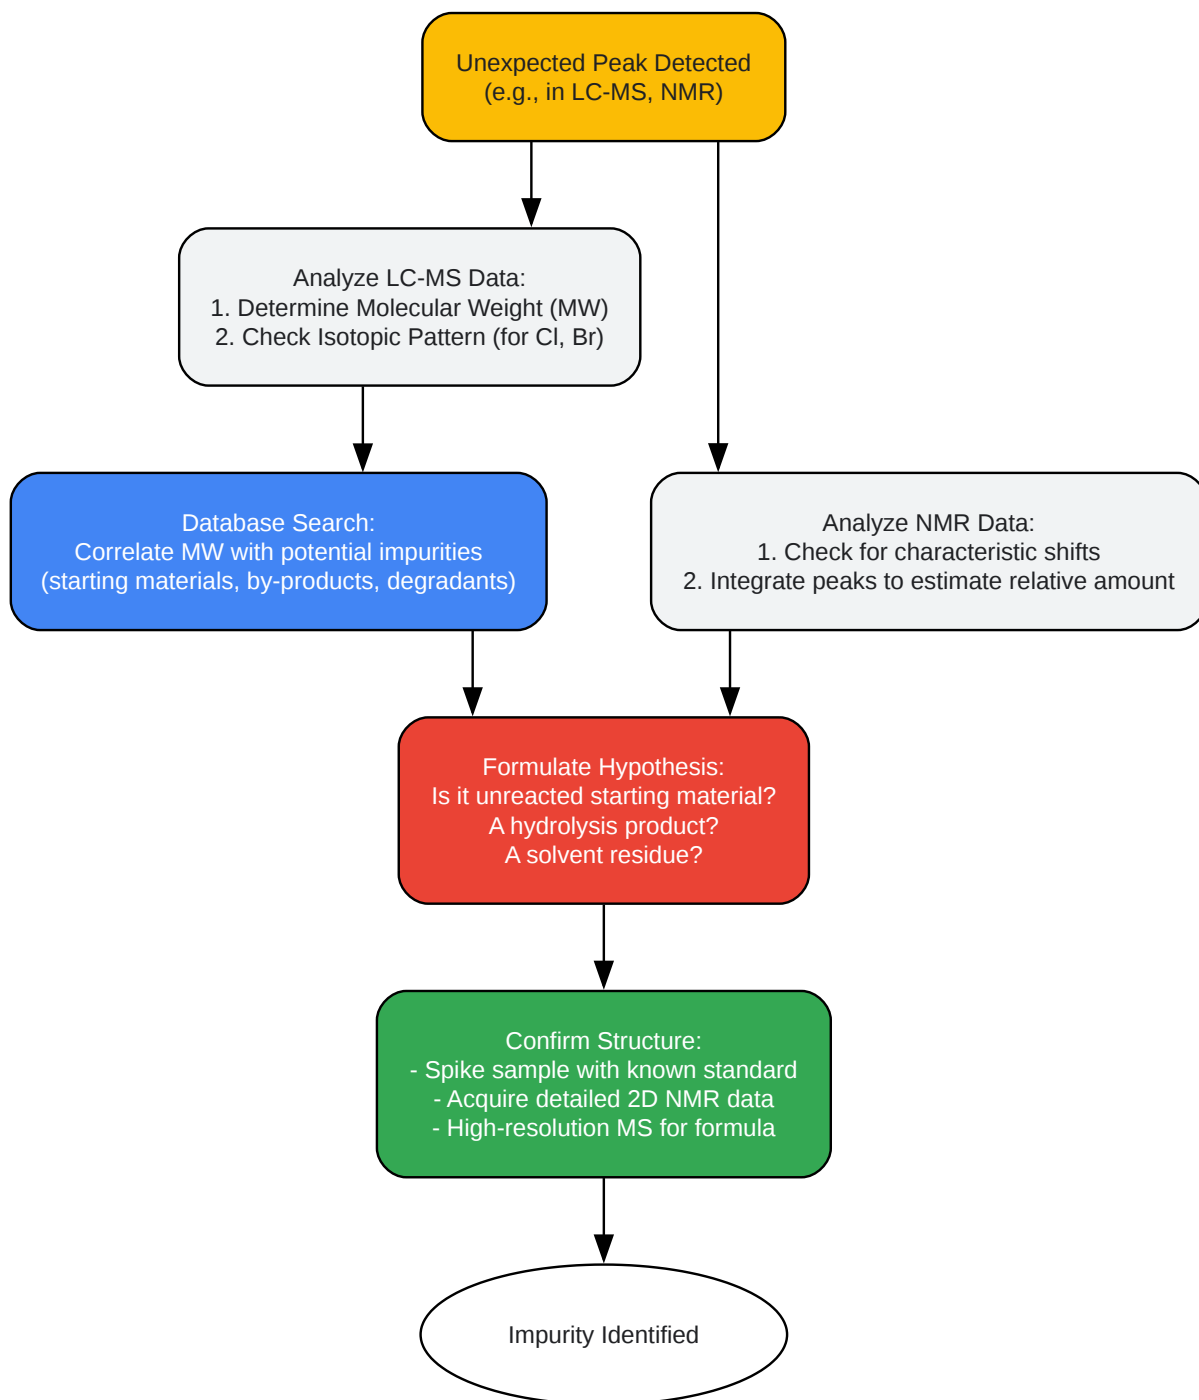 Unexpected Peak Detected
(e.g., in LC-MS, NMR)
Analyze LC-MS Data:
1. Determine Molecular Weight (MW)
2. Check Isotopic Pattern (for Cl, Br)
Database Search:
Correlate MW with potential impurities
(starting materials, by-products, degradants)
Analyze NMR Data:
1. Check for characteristic shifts
2. Integrate peaks to estimate relative amount
Formulate Hypothesis:
Is it unreacted starting material?
A hydrolysis product?
A solvent residue?
Confirm Structure:
- Spike sample with known standard
- Acquire detailed 2D NMR data
- High-resolution MS for formula
Impurity Identified